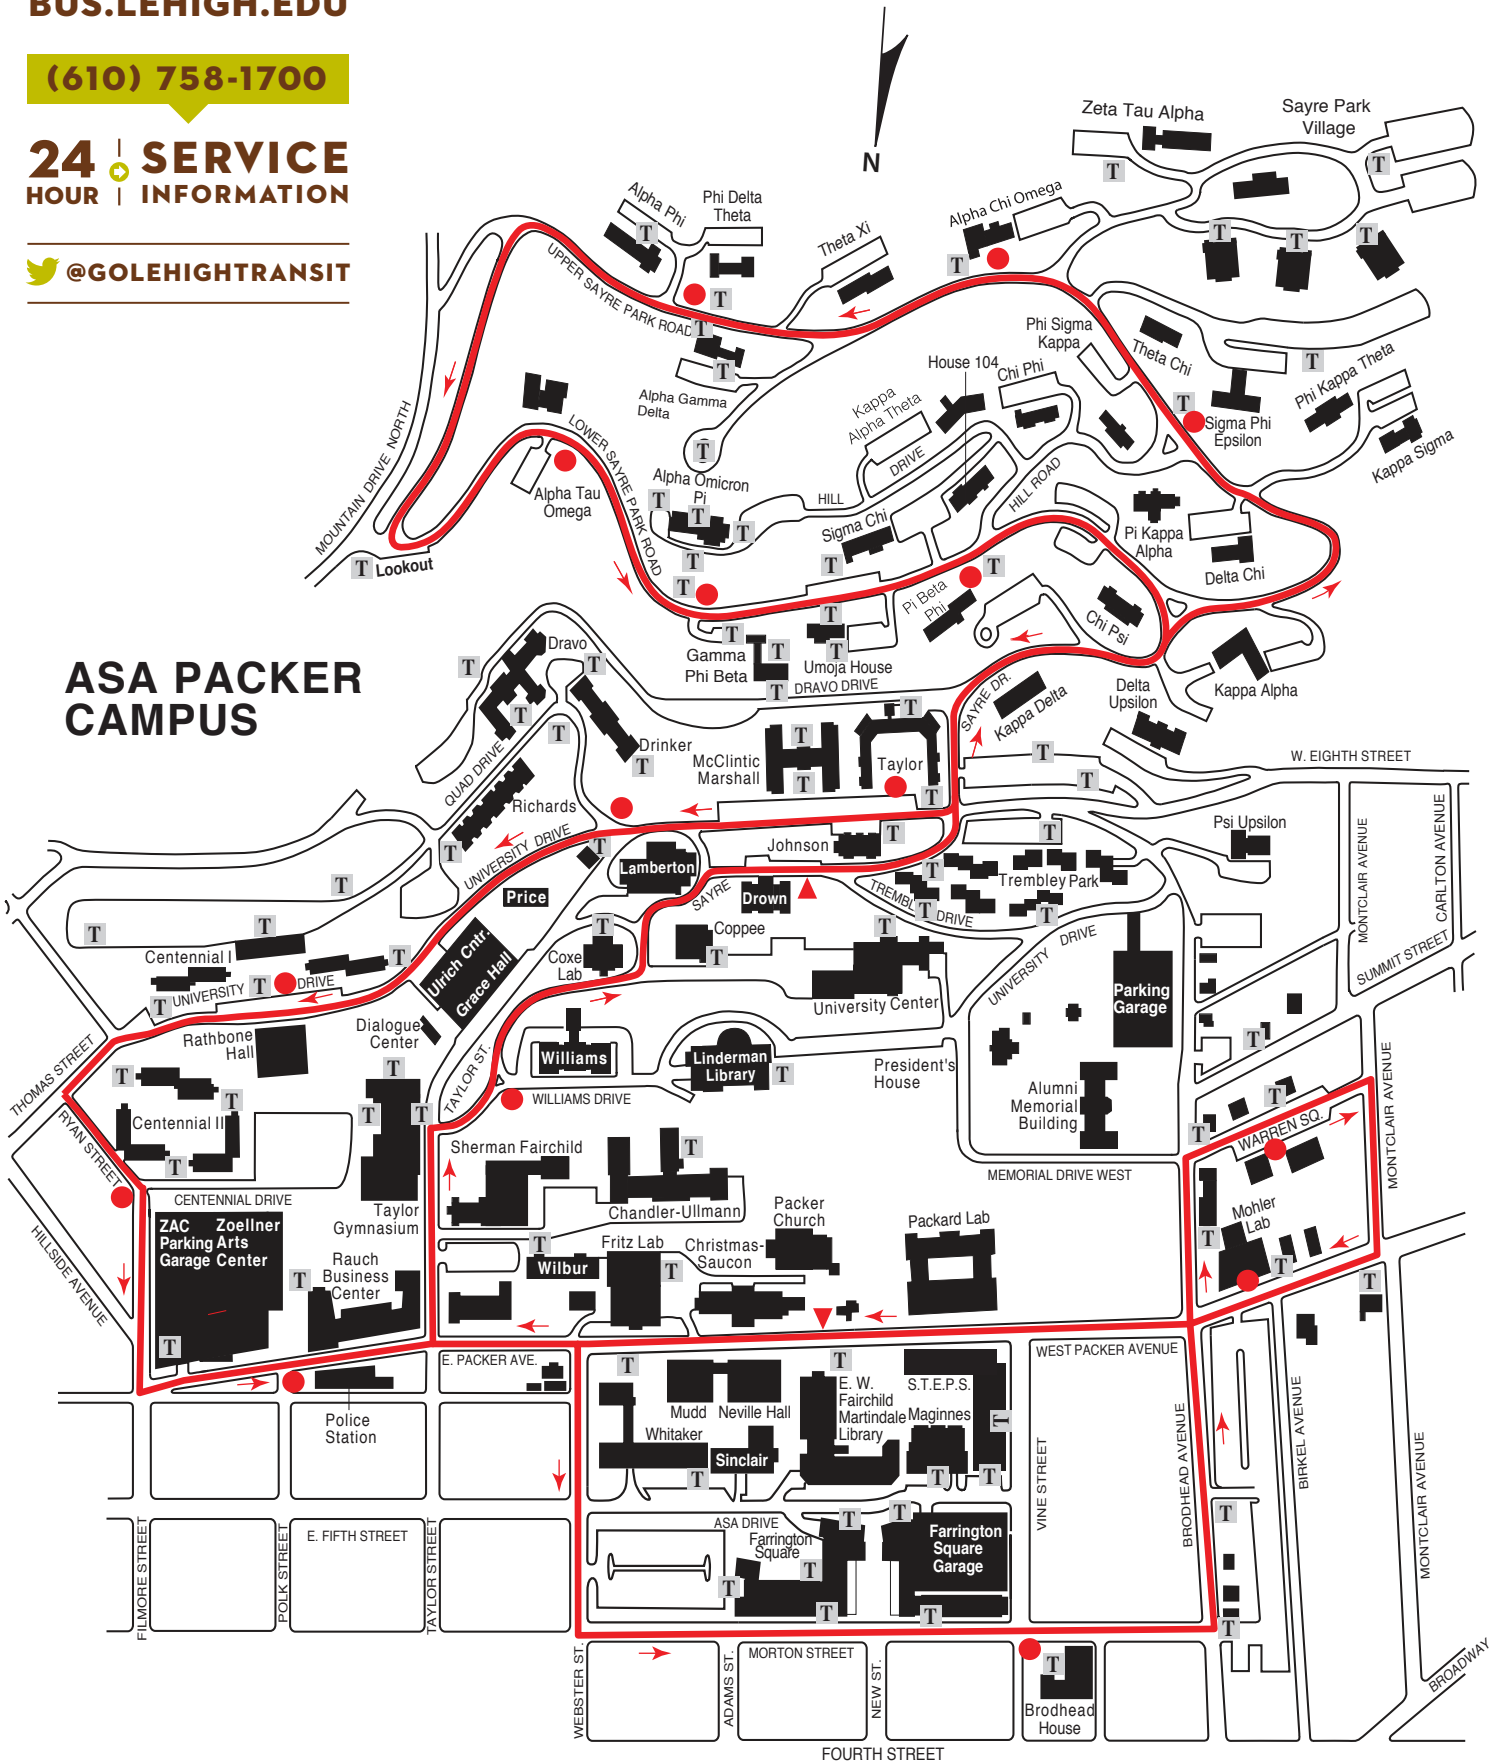 BUS.LEHIGH.EDU
(610) 758-1700
24 HOUR
SERVICE INFORMATION
@GOLEHIGHTRANSIT
N
Zeta Tau Alpha
Sayre Park
Village
T
T
Alpha Phi
Phi Delta
Theta
T
Alpha Chi Omega
T
Theta Xi
T
T
T
UPPER SAYRE PARK ROAD
T
T
T
Phi Sigma
Kappa
Theta Chi
T
Phi Kappa Theta
House 104
Chi Phi
Alpha Gamma
Delta
T
Kappa
Alpha Theta
T
Sigma Phi
Epsilon
Kappa Sigma
MOUNTAIN DRIVE NORTH
LOWER SAYRE PARK ROAD
T
DRIVE
HILL
HILL ROAD
Alpha Omicron
Pi
T
T
T
Alpha Tau
Omega
Sigma Chi
Pi Kappa
Alpha
Delta Chi
T
Lookout
T
T
T
T
Pi Beta
Phi
Chi Psi
ASA PACKER
CAMPUS
T
Dravo
T
T
T
T
T
Gamma
Phi Beta
Umoja House
T
DRAVO DRIVE
SAYRE DR.
Kappa Delta
Delta
Upsilon
Kappa Alpha
T
T
Drinker
T
McClintic
Marshall
T
T
T
Taylor
T
T
T
W. EIGHTH STREET
QUAD DRIVE
Richards
UNIVERSITY DRIVE
T
T
Lamberton
Johnson
T
T
Psi Upsilon
MONTCLAIR AVENUE
CARLTON AVENUE
T
Price
SAYRE
Drown
T
TREMBL
T
DRIVE
Trembley Park
T
T
T
Centennial I
T
T
UNIVERSITY
T
DRIVE
T
Ulrich Cntr.
Grace Hall
Coxe
Lab
T
Coppee
T
T
University Center
UNIVERSITY
DRIVE
Parking
Garage
SUMMIT STREET
Rathbone
Hall
Dialogue
Center
THOMAS STREET
T
T
T
T
T
Centennial II
T
RYAN STREET
TAYLOR ST.
Williams
WILLIAMS DRIVE
Linderman
Library
T
President's
House
Alumni
Memorial
Building
MEMORIAL DRIVE WEST
T
T
T
WARREN SQ.
MONTCLAIR AVENUE
CENTENNIAL DRIVE
HILLSIDE AVENUE
ZAC
Parking
Garage
Zoellner
Arts
Center
T
Taylor
Gymnasium
Sherman Fairchild
T
Chandler-Ullmann
Packer
Church
Packard Lab
Mohler
Lab
T
T
T
T
Rauch
Business
Center
T
Wilbur
Fritz Lab
T
Christmas-
Saucon
E. PACKER AVE.
WEST PACKER AVENUE
Police
Station
T
Mudd
Neville Hall
Whitaker
T
Sinclair
T
E. W.
Fairchild
Martindale
Library
S.T.E.P.S.
Maginnes
T
T
T
VINE STREET
BRODHEAD AVENUE
BIRKEL AVENUE
MONTCLAIR AVENUE
FILMORE STREET
POLK STREET
E. FIFTH STREET
TAYLOR STREET
ASA DRIVE
Farrington
Square
T
T
T
T
T
Farrington
Square
Garage
T
T
T
WEBSTER ST.
ADAMS ST.
MORTON STREET
NEW ST.
T
Brodhead
House
BROADWAY
FOURTH STREET